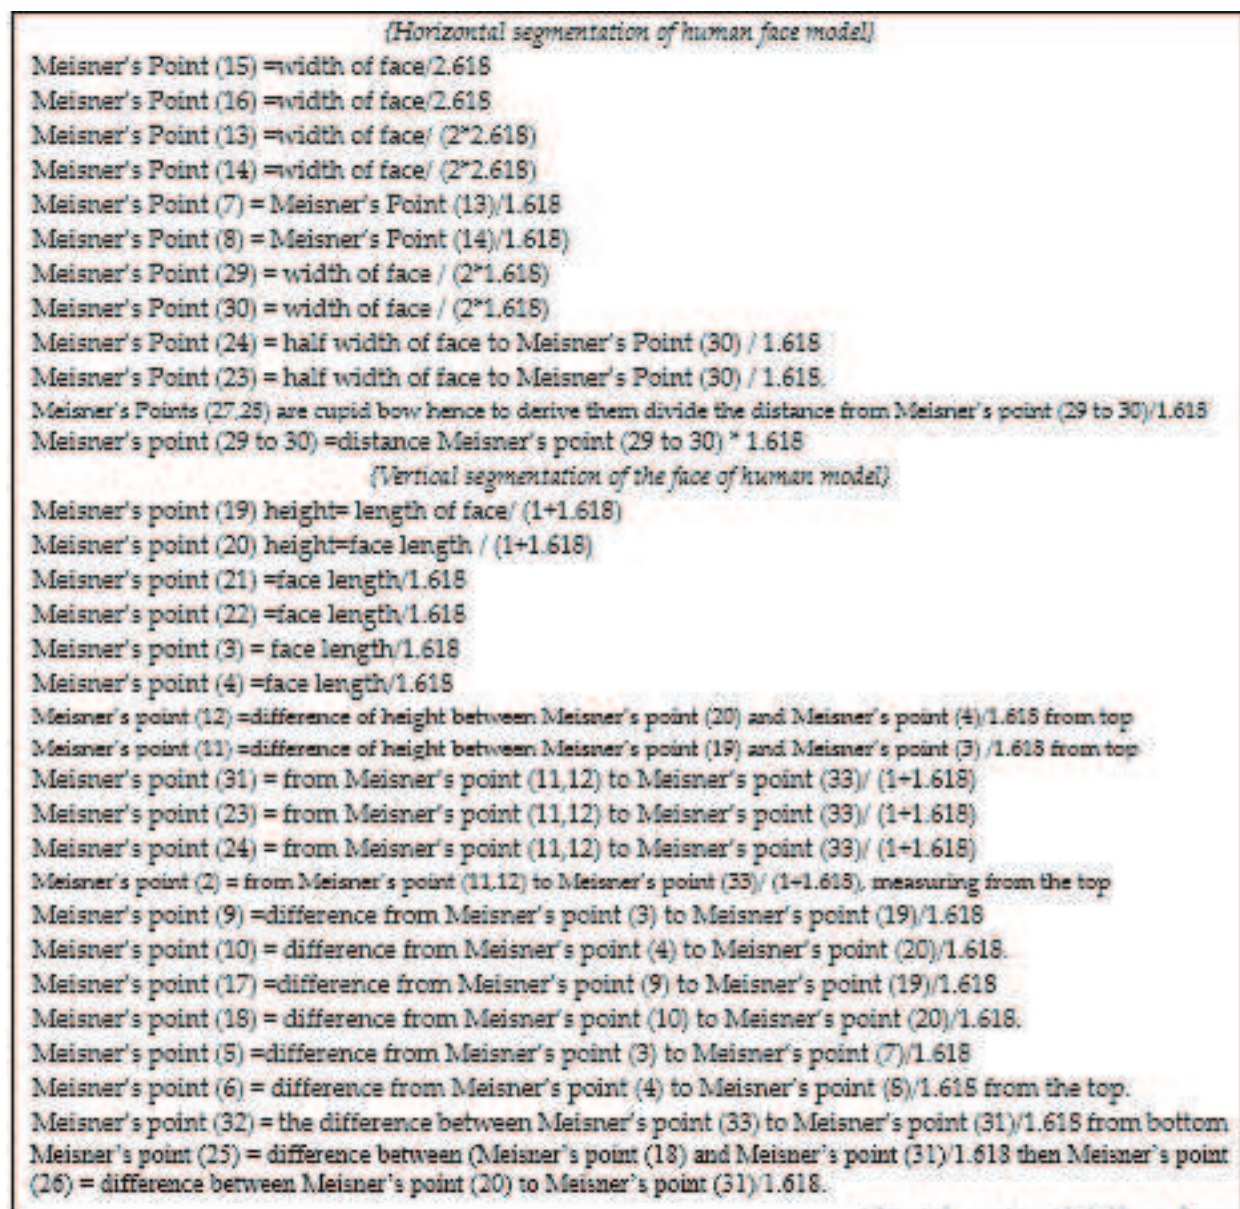 {Horizontal segmentation of human face model}
Meisner's Point (15) =width of face/2.618
Meisner's Point (16) =width of face/2.618
Meisner's Point (13) =width of face/ (2*2.618)
Meisner's Point (14) =width of face/ (2*2.618)
Meisner's Point (7) = Meisner's Point (13)/1.618
Meisner's Point (8) = Meisner's Point (14)/1.618)
Meisner's Point (29) = width of face / (2*1.618)
Meisner's Point (30) = width of face / (2*1.618)
Meisner's Point (24) = half width of face to Meisner's Point (30) / 1.618
Meisner's Point (23) = half width of face to Meisner's Point (30) / 1.618.
Meisner's Points (27,28) are cupid bow hence to derive them divide the distance from Meisner's point (29 to 30)/1.618
Meisner's point (29 to 30) =distance Meisner's point (29 to 30) * 1.618
{Vertical segmentation of the face of human model}
Meisner's point (19) height= length of face/ (1+1.618)
Meisner's point (20) height=face length / (1+1.618)
Meisner's point (21) =face length/1.618
Meisner's point (22) =face length/1.618
Meisner's point (3) = face length/1.618
Meisner's point (4) =face length/1.618
Meisner's point (12) =difference of height between Meisner's point (20) and Meisner's point (4)/1.618 from top
Meisner's point (11) =difference of height between Meisner's point (19) and Meisner's point (3) /1.618 from top
Meisner's point (31) = from Meisner's point (11,12) to Meisner's point (33)/ (1+1.618)
Meisner's point (23) = from Meisner's point (11,12) to Meisner's point (33)/ (1+1.618)
Meisner's point (24) = from Meisner's point (11,12) to Meisner's point (33)/ (1+1.618)
Meisner's point (2) = from Meisner's point (11,12) to Meisner's point (33)/ (1+1.618), measuring from the top
Meisner's point (9) =difference from Meisner's point (3) to Meisner's point (19)/1.618
Meisner's point (10) = difference from Meisner's point (4) to Meisner's point (20)/1.618.
Meisner's point (17) =difference from Meisner's point (9) to Meisner's point (19)/1.618
Meisner's point (18) = difference from Meisner's point (10) to Meisner's point (20)/1.618.
Meisner's point (5) =difference from Meisner's point (3) to Meisner's point (7)/1.618
Meisner's point (6) = difference from Meisner's point (4) to Meisner's point (8)/1.618 from the top.
Meisner's point (32) = the difference between Meisner's point (33) to Meisner's point (31)/1.618 from bottom
Meisner's point (25) = difference between (Meisner's point (18) and Meisner's point (31)/1.618 then Meisner's point
(26) = difference between Meisner's point (20) to Meisner's point (31)/1.618.